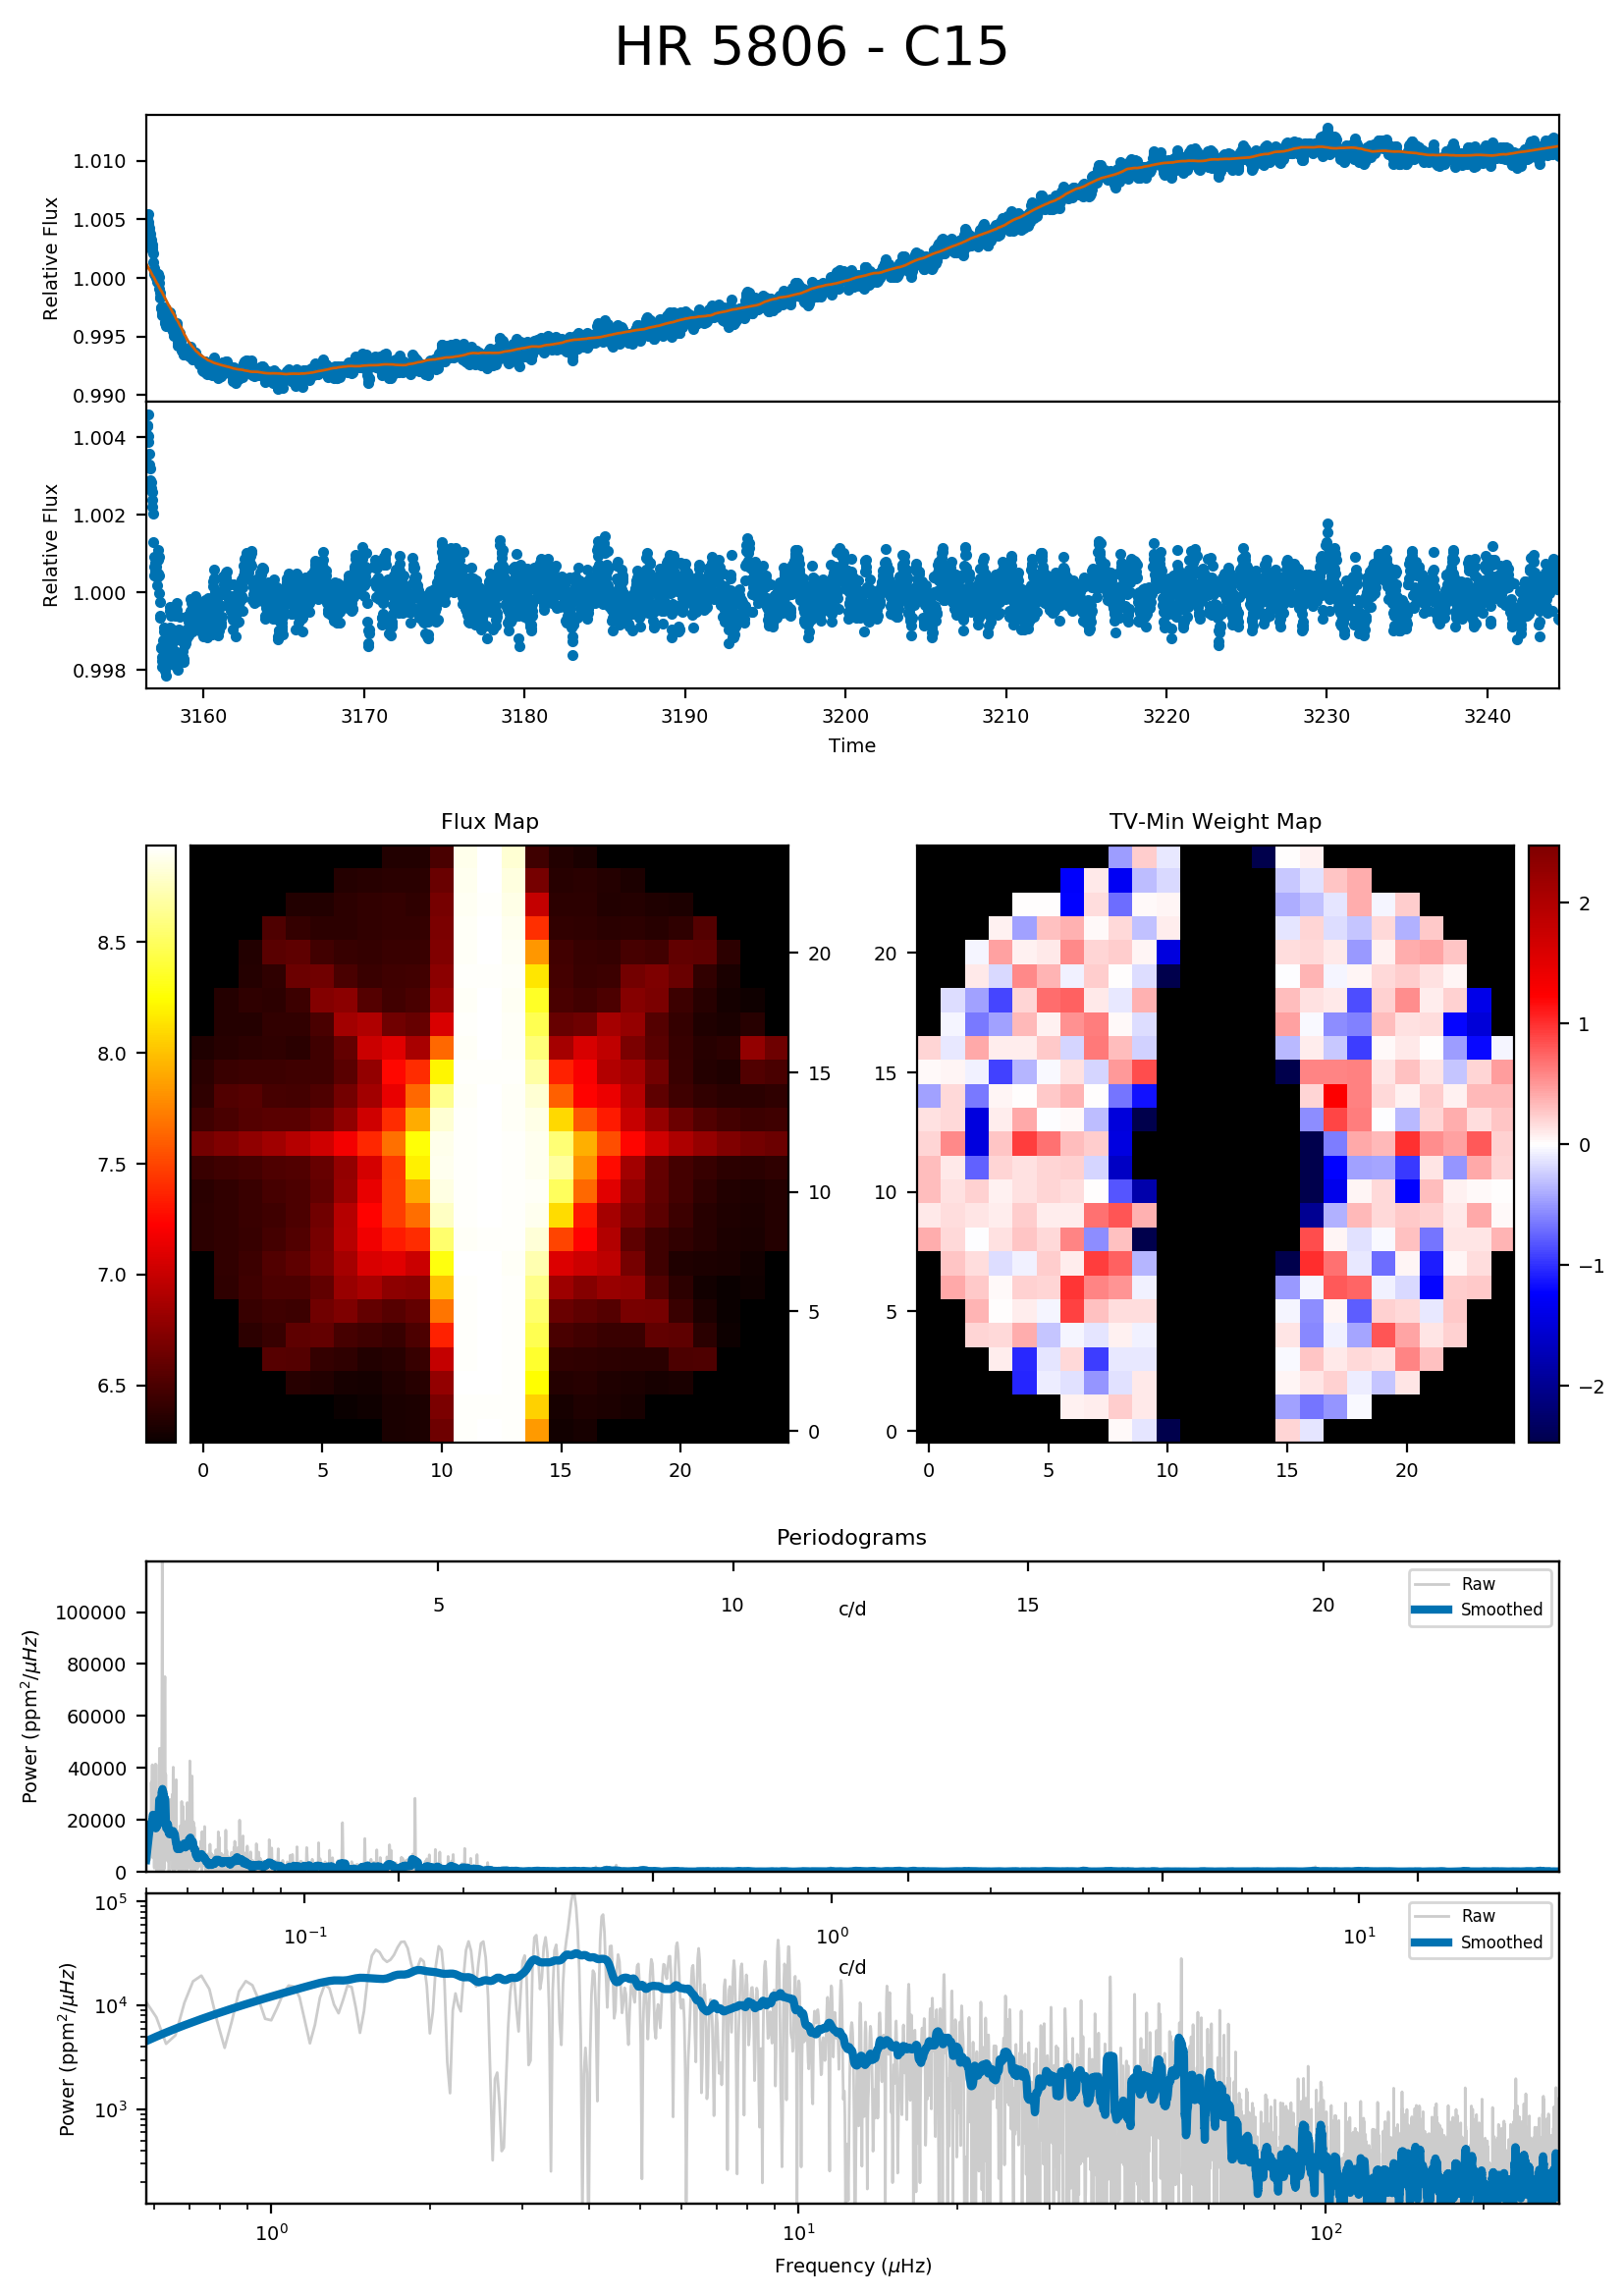 HR 5806 - C15
1.010
1.005
1.000
0.995
0.990
Relative Flux
1.004
1.002
1.000
0.998
Relative Flux
3160 3170 3180 3190 3200 3210 3220 3230 3240
Time
Flux Map
8.5
8.0
7.5
7.0
6.5
20
15
10
5
0
0 5 10 15 20
TV-Min Weight Map
20
15
10
5
0
0 5 10 15 20
2
1
0
−1
−2
Periodograms
100000
80000
60000
40000
20000
0
Power (ppm²/μHz)
5 10 15 20
c/d
Raw
Smoothed
10⁵
10⁴
10³
Power (ppm²/μHz)
10⁻¹ 10⁰ 10¹
c/d
Raw
Smoothed
10⁰ 10¹ 10²
Frequency (μHz)